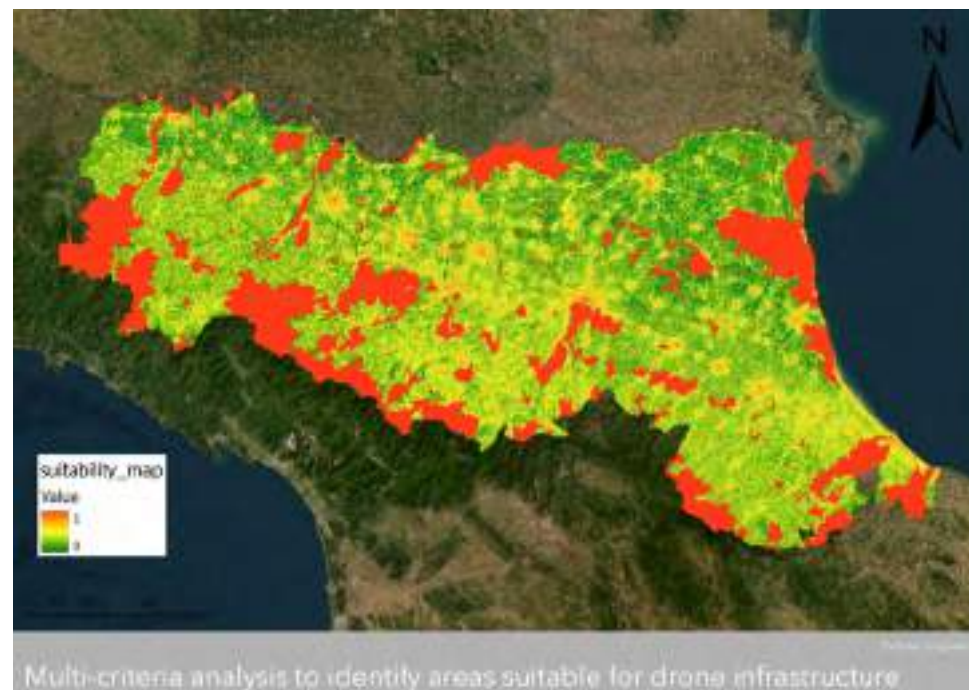 N
suitability_map
Value
1
0
Multi-criteria analysis to identify areas suitable for drone infrastructure